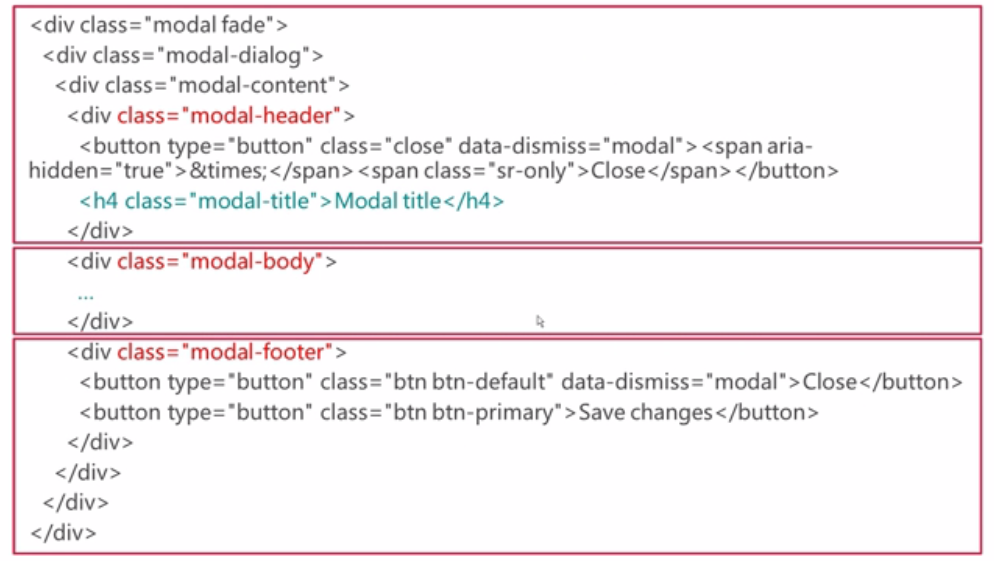 <div class="modal fade">
<div class="modal-dialog">
<div class="modal-content">
<div class="modal-header">
<button type="button" class="close" data-dismiss="modal"><span aria-
hidden="true">&times;</span><span class="sr-only">Close</span></button>
<h4 class="modal-title">Modal title</h4>
</div>
<div class="modal-body">
...
</div>
<div class="modal-footer">
<button type="button" class="btn btn-default" data-dismiss="modal">Close</button>
<button type="button" class="btn btn-primary">Save changes</button>
</div>
</div>
</div>
</div>